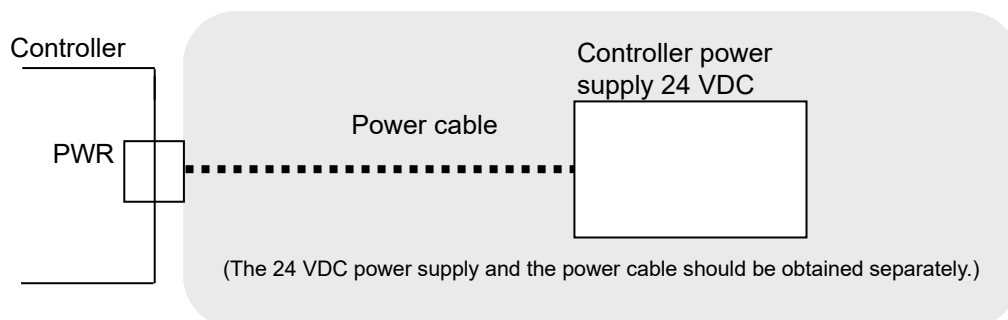 Controller
Controller power
supply 24 VDC
Power cable
PWR
(The 24 VDC power supply and the power cable should be obtained separately.)